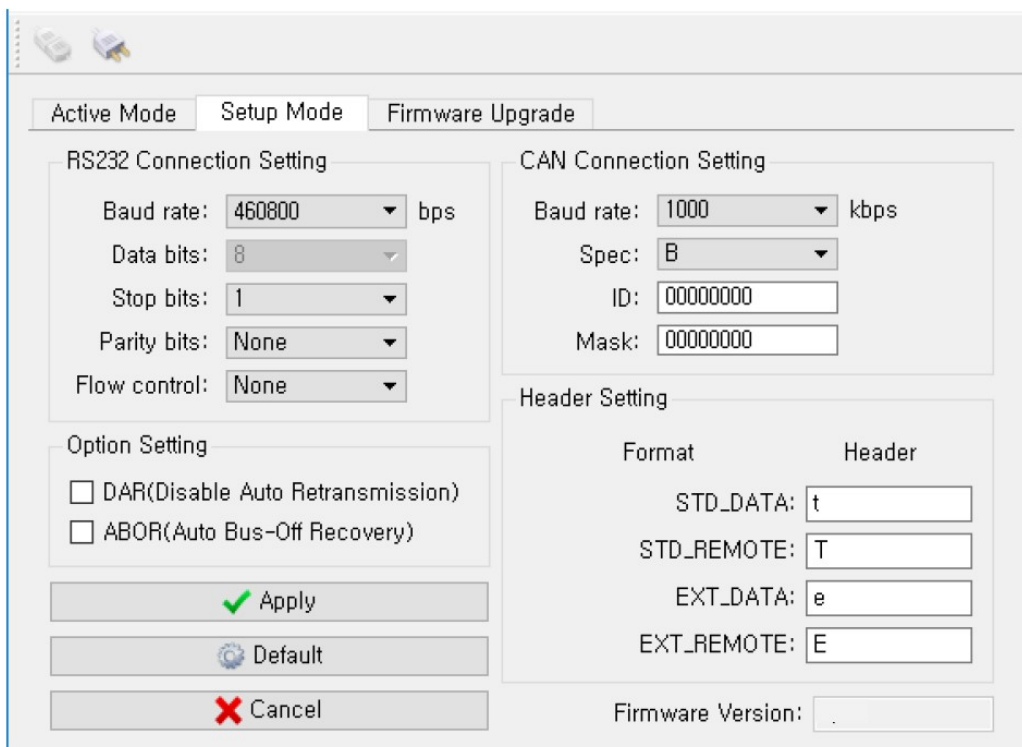 Active Mode
Setup Mode
Firmware Upgrade
RS232 Connection Setting
Baud rate: 460800 bps
Data bits: 8
Stop bits: 1
Parity bits: None
Flow control: None
Option Setting
DAR(Disable Auto Retransmission)
ABOR(Auto Bus-Off Recovery)
Apply
Default
Cancel
CAN Connection Setting
Baud rate: 1000 kbps
Spec: B
ID: 00000000
Mask: 00000000
Header Setting
Format Header
STD_DATA: t
STD_REMOTE: T
EXT_DATA: e
EXT_REMOTE: E
Firmware Version: .